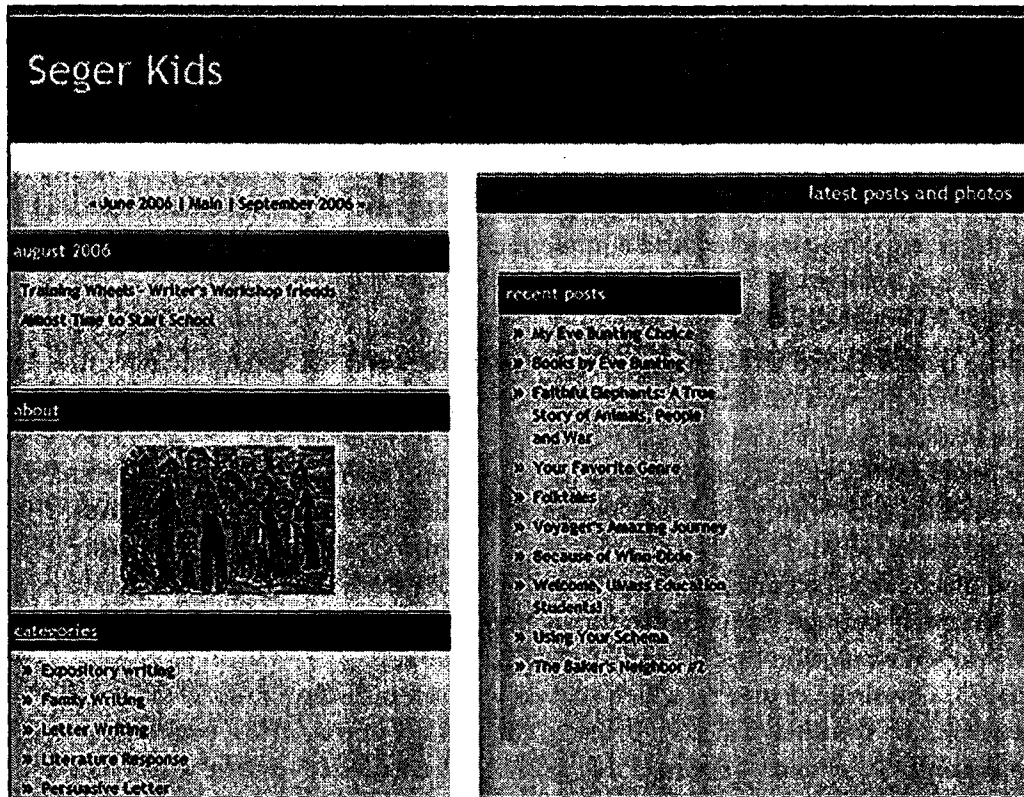 Seger Kids
« June 2006 | Main | September 2006 »
august 2006
Training Wheels - Writer's Workshop friends
Almost Time to Start School
about
categories
» Expository writing
» Family Writing
» Letter Writing
» Literature Response
» Persuasive Letter
latest posts and photos
recent posts
» My Eve Bunting Choice
» Books by Eve Bunting
» Faithful Elephants: A True
Story of Animals, People
and War
» Your Favorite Genre
» Folktales
» Voyager's Amazing Journey
» Because of Winn-Dixie
» Welcome, UMass Education
Students!
» Using Your Schema
» The Baker's Neighbor #2